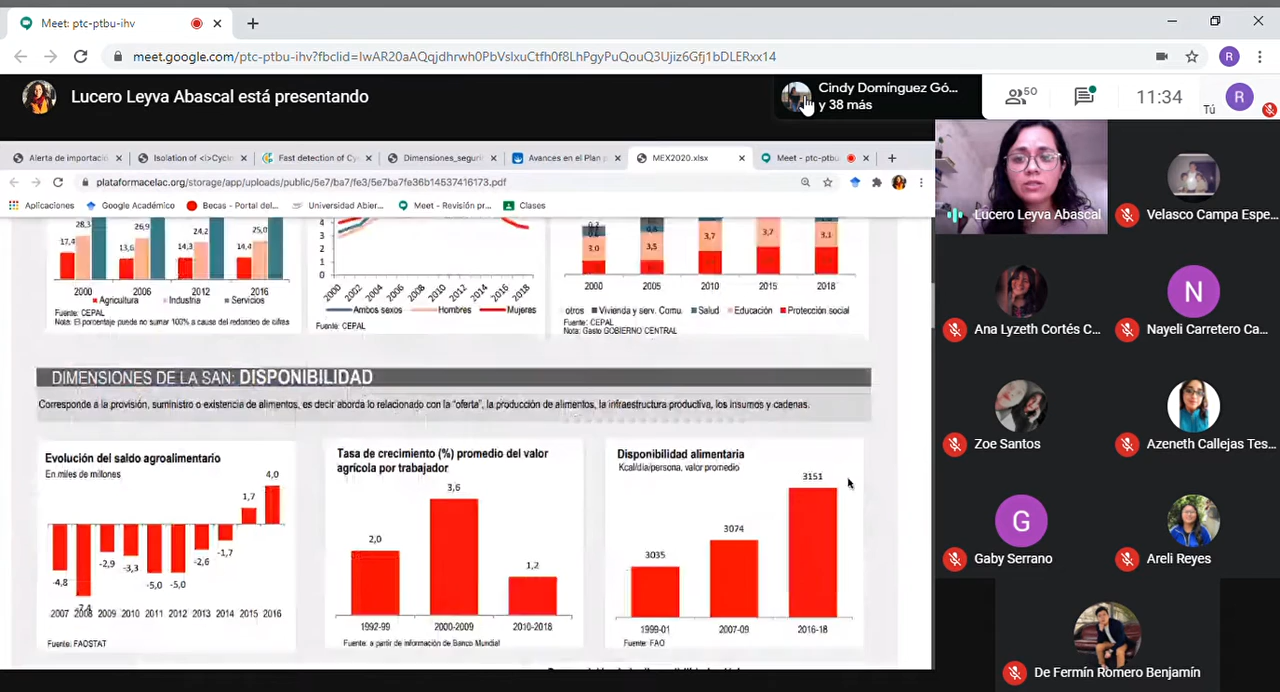 Meet: ptc-ptbu-ihv
meet.google.com/ptc-ptbu-ihv?fbclid=IwAR20aAQqjdhrwh0PbVslxuCtfh0f8LhPgyPuQouQ3Ujiz6Gfj1bDLERxx14
R
Lucero Leyva Abascal está presentando
Cindy Domínguez Gó...
y 38 más
50
11:34
Tú
R
Alerta de importació
Isolation of <i>Cyclo
Fast detection of Cy
Dimensiones_segur
Avances en el Plan p
MEX2020.xlsx
Meet - ptc-ptbu
plataformacelac.org/storage/app/uploads/public/5e7/ba7/fe3/5e7ba7fe36b14537416173.pdf
Aplicaciones
Google Académico
Becas - Portal del...
Universidad Abier...
Meet - Revisión pr...
Clases
17,4 28,3 13,6 26,9 14,3 24,2 14,4 25,0
2000 2006 2012 2016
Agricultura Industria Servicios
Fuente: CEPAL
Nota: El porcentaje puede no sumar 100% a causa del redondeo de cifras
4
3
2
1
0
2000 2002 2004 2006 2008 2010 2012 2014 2016 2018
Ambos sexos Hombres Mujeres
Fuente: CEPAL
3.0 3,5 3,7 3,7 3.1
2000 2005 2010 2015 2018
otros Vivienda y serv. Comu. Salud Educación Protección social
Fuente: CEPAL
Nota: Gasto GOBIERNO CENTRAL
DIMENSIONES DE LA SAN: DISPONIBILIDAD
Corresponde a la provisión, suministro o existencia de alimentos, es decir aborda lo relacionado con la "oferta", la producción de alimentos, la infraestructura productiva, los insumos y cadenas.
Evolución del saldo agroalimentario
En miles de millones
-4,8 -7,4 -2,9 -3,3 -5,0 -5,0 -2,6 -1,7 1,7 4,0
2007 2008 2009 2010 2011 2012 2013 2014 2015 2016
Fuente: FAOSTAT
Tasa de crecimiento (%) promedio del valor
agrícola por trabajador
2,0 3,6 1,2
1992-99 2000-2009 2010-2018
Fuente: a partir de información de Banco Mundial
Disponibilidad alimentaria
Kcal/día/persona, valor promedio
3035 3074 3151
1999-01 2007-09 2016-18
Fuente: FAO
Lucero Leyva Abascal
Velasco Campa Espe...
Ana Lyzeth Cortés C...
N
Nayeli Carretero Ca...
Zoe Santos
Azeneth Callejas Tes...
G
Gaby Serrano
Areli Reyes
De Fermín Romero Benjamín